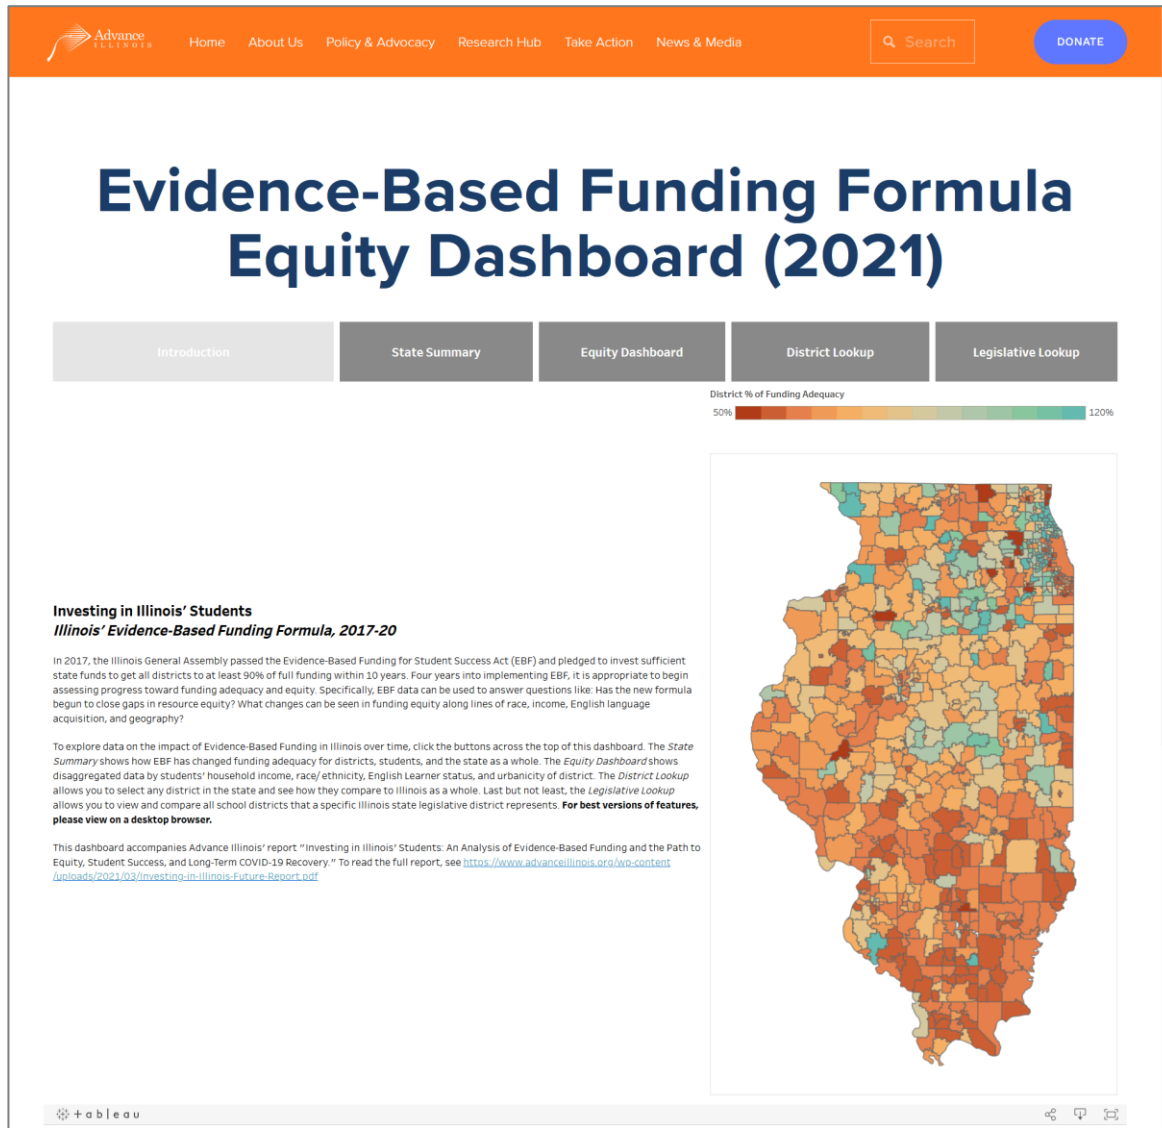 Advance
ILLINOIS
Home About Us Policy & Advocacy Research Hub Take Action News & Media
Search
DONATE
Evidence-Based Funding Formula
Equity Dashboard (2021)
Introduction State Summary Equity Dashboard District Lookup Legislative Lookup
District % of Funding Adequacy
50% 120%
Investing in Illinois' Students
Illinois' Evidence-Based Funding Formula, 2017-20
In 2017, the Illinois General Assembly passed the Evidence-Based Funding for Student Success Act (EBF) and pledged to invest sufficient
state funds to get all districts to at least 90% of full funding within 10 years. Four years into implementing EBF, it is appropriate to begin
assessing progress toward funding adequacy and equity. Specifically, EBF data can be used to answer questions like: Has the new formula
begun to close gaps in resource equity? What changes can be seen in funding equity along lines of race, income, English language
acquisition, and geography?
To explore data on the impact of Evidence-Based Funding in Illinois over time, click the buttons across the top of this dashboard. The State
Summary shows how EBF has changed funding adequacy for districts, students, and the state as a whole. The Equity Dashboard shows
disaggregated data by students' household income, race/ ethnicity, English Learner status, and urbanicity of district. The District Lookup
allows you to select any district in the state and see how they compare to Illinois as a whole. Last but not least, the Legislative Lookup
allows you to view and compare all school districts that a specific Illinois state legislative district represents. For best versions of features,
please view on a desktop browser.
This dashboard accompanies Advance Illinois' report "Investing in Illinois' Students: An Analysis of Evidence-Based Funding and the Path to
Equity, Student Success, and Long-Term COVID-19 Recovery." To read the full report, see https://www.advanceillinois.org/wp-content
/uploads/2021/03/Investing-in-Illinois-Future-Report.pdf
+ a b l e a u